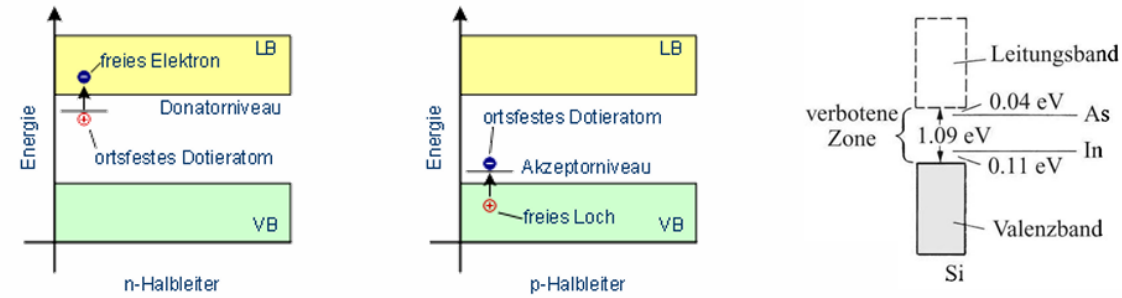 Energie
LB
freies Elektron
Donatorniveau
ortsfestes Dotieratom
VB
n-Halbleiter
Energie
LB
ortsfestes Dotieratom
Akzeptorniveau
freies Loch
VB
p-Halbleiter
Leitungsband
0.04 eV
As
verbotene
Zone
1.09 eV
In
0.11 eV
Valenzband
Si